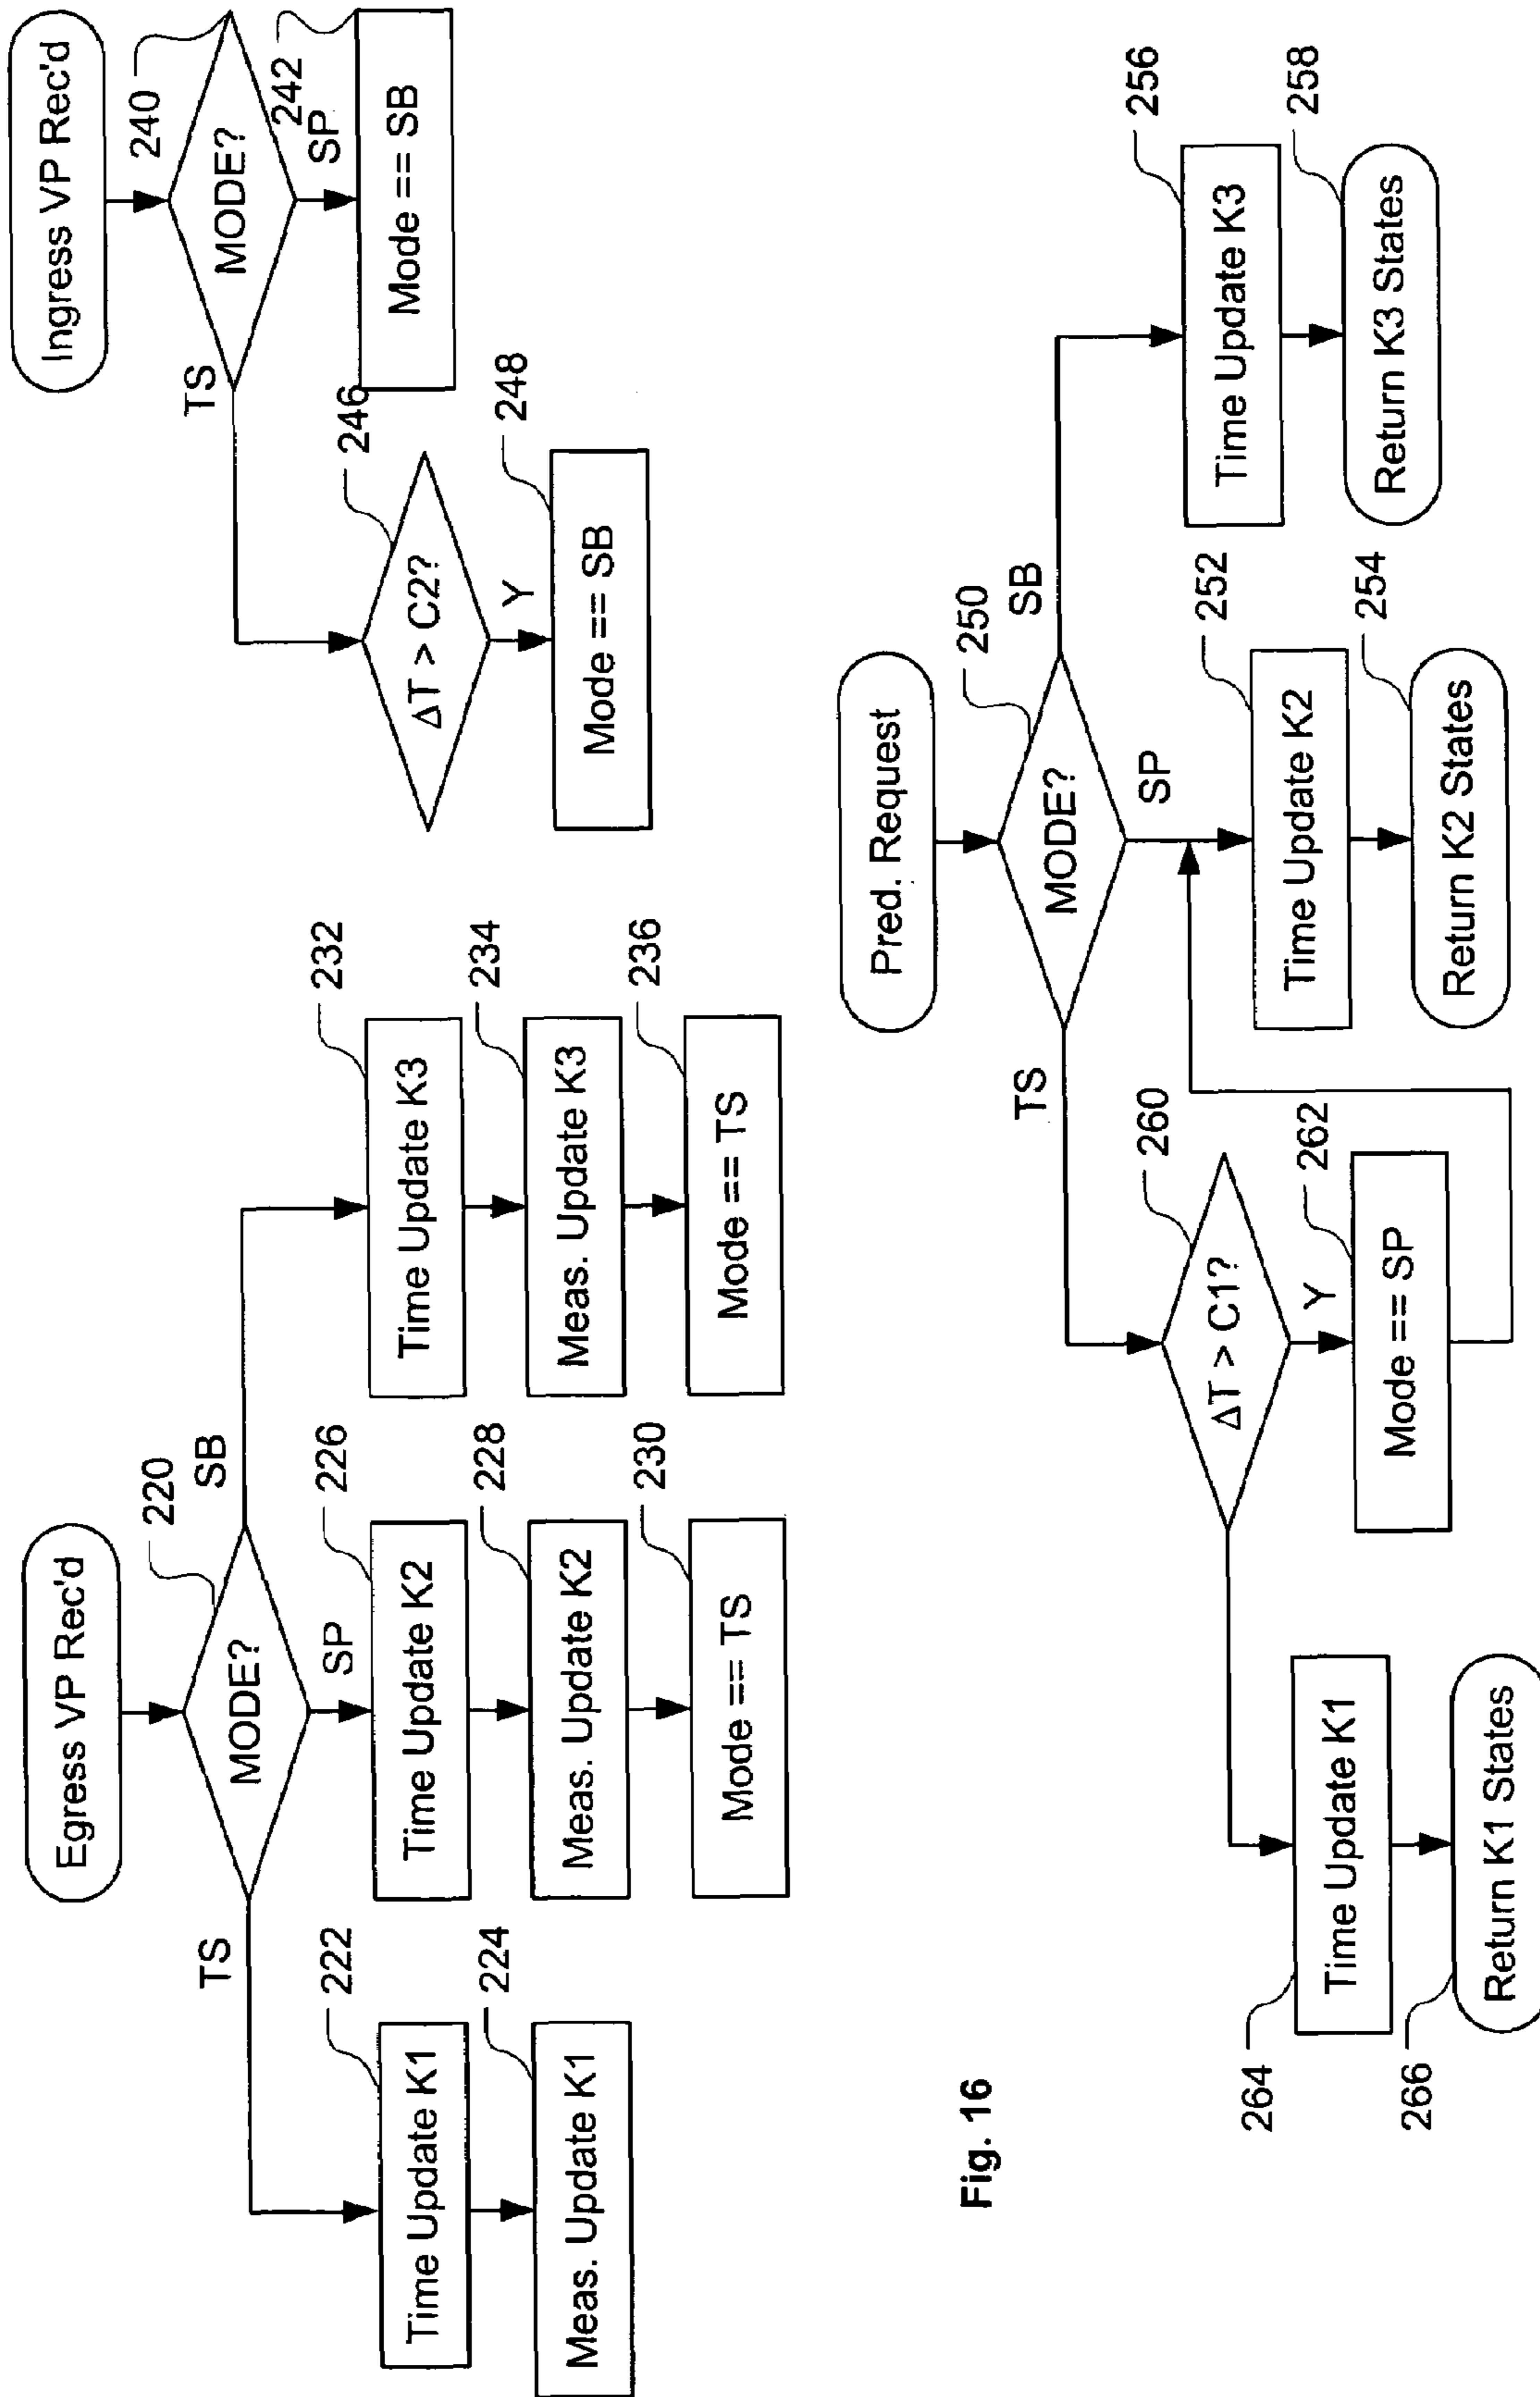 Egress VP Rec'd
220
MODE?
TS
SP
SB
222
Time Update K1
224
Meas. Update K1
226
Time Update K2
228
Meas. Update K2
230
Mode == TS
232
Time Update K3
234
Meas. Update K3
236
Mode == TS
Ingress VP Rec'd
240
MODE?
TS
242
SP
Mode == SB
246
ΔT > C2?
Y
248
Mode == SB
Fig. 16
Pred. Request
250
MODE?
TS
SP
SB
260
ΔT > C1?
Y
262
Mode == SP
264
Time Update K1
266
Return K1 States
252
Time Update K2
254
Return K2 States
256
Time Update K3
258
Return K3 States